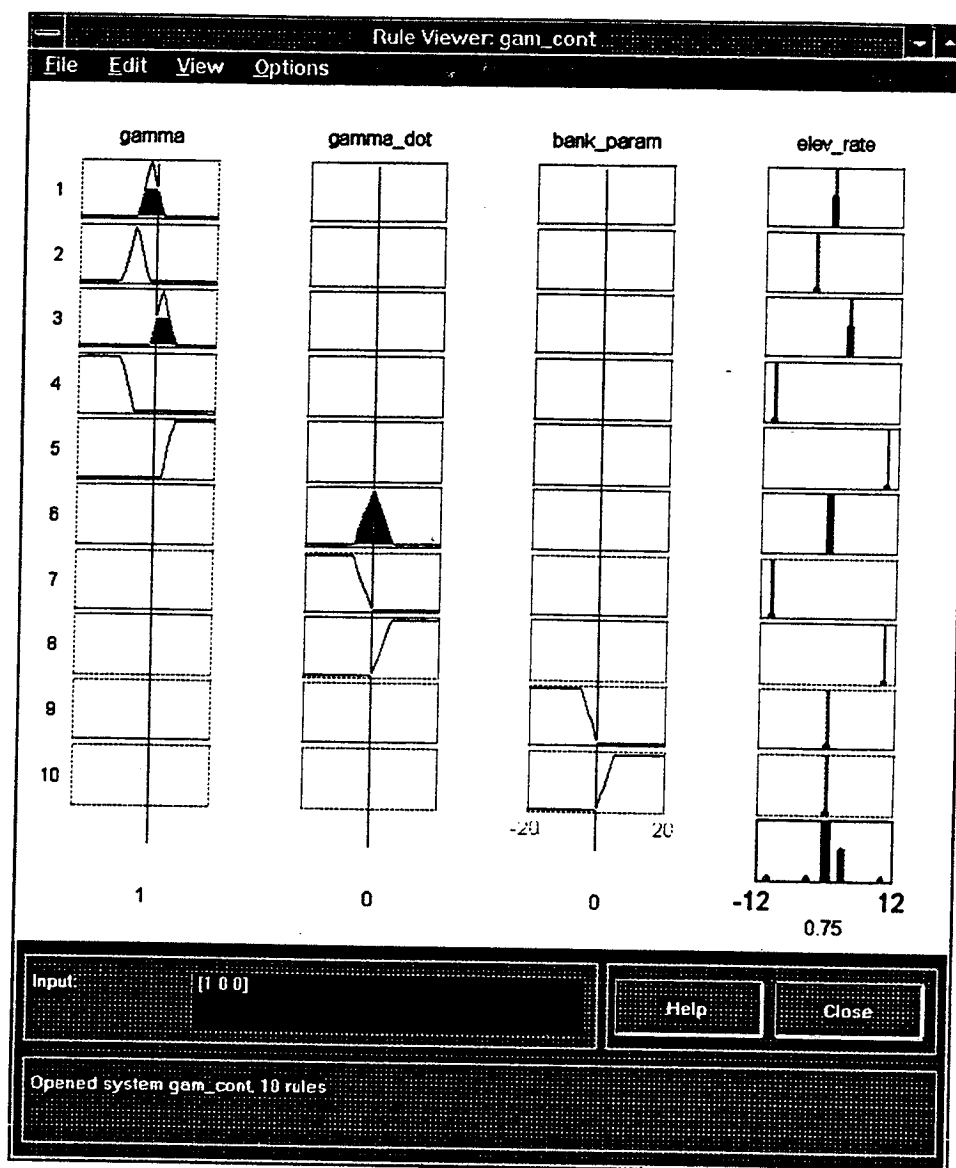 Rule Viewer: gam_cont
File Edit View Options
gamma gamma_dot bank_param elev_rate
1
2
3
4
5
6
7
8
9
10
-20 20
1 0 0 -12 12
0.75
Input: [1 0 0] Help Close
Opened system gam_cont, 10 rules